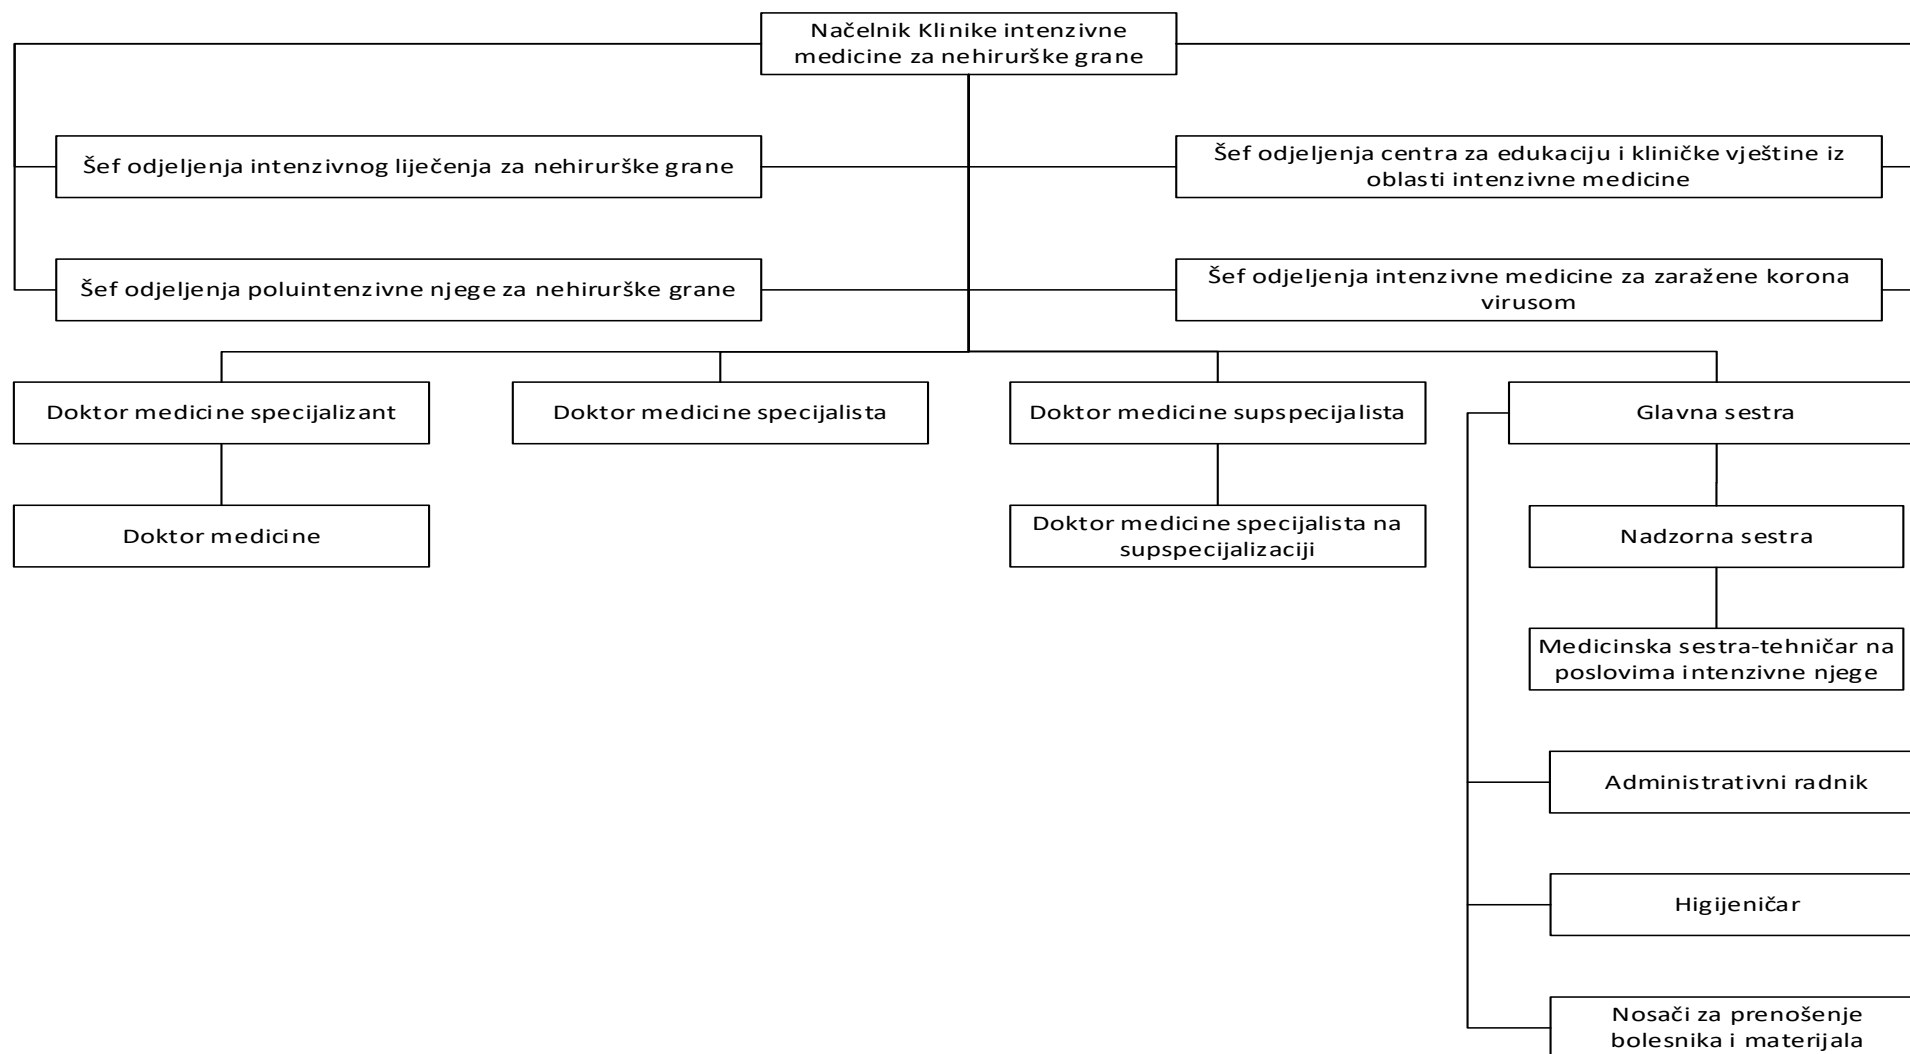 Načelnik Klinike intenzivne
medicine za nehirurške grane
Šef odjeljenja intenzivnog liječenja za nehirurške grane
Šef odjeljenja centra za edukaciju i kliničke vještine iz
oblasti intenzivne medicine
Šef odjeljenja poluintenzivne njege za nehirurške grane
Šef odjeljenja intenzivne medicine za zaražene korona
virusom
Doktor medicine specijalizant
Doktor medicine specijalista
Doktor medicine supspecijalista
Glavna sestra
Doktor medicine
Doktor medicine specijalista na
supspecijalizaciji
Nadzorna sestra
Medicinska sestra-tehničar na
poslovima intenzivne njege
Administrativni radnik
Higijeničar
Nosači za prenošenje
bolesnika i materijala